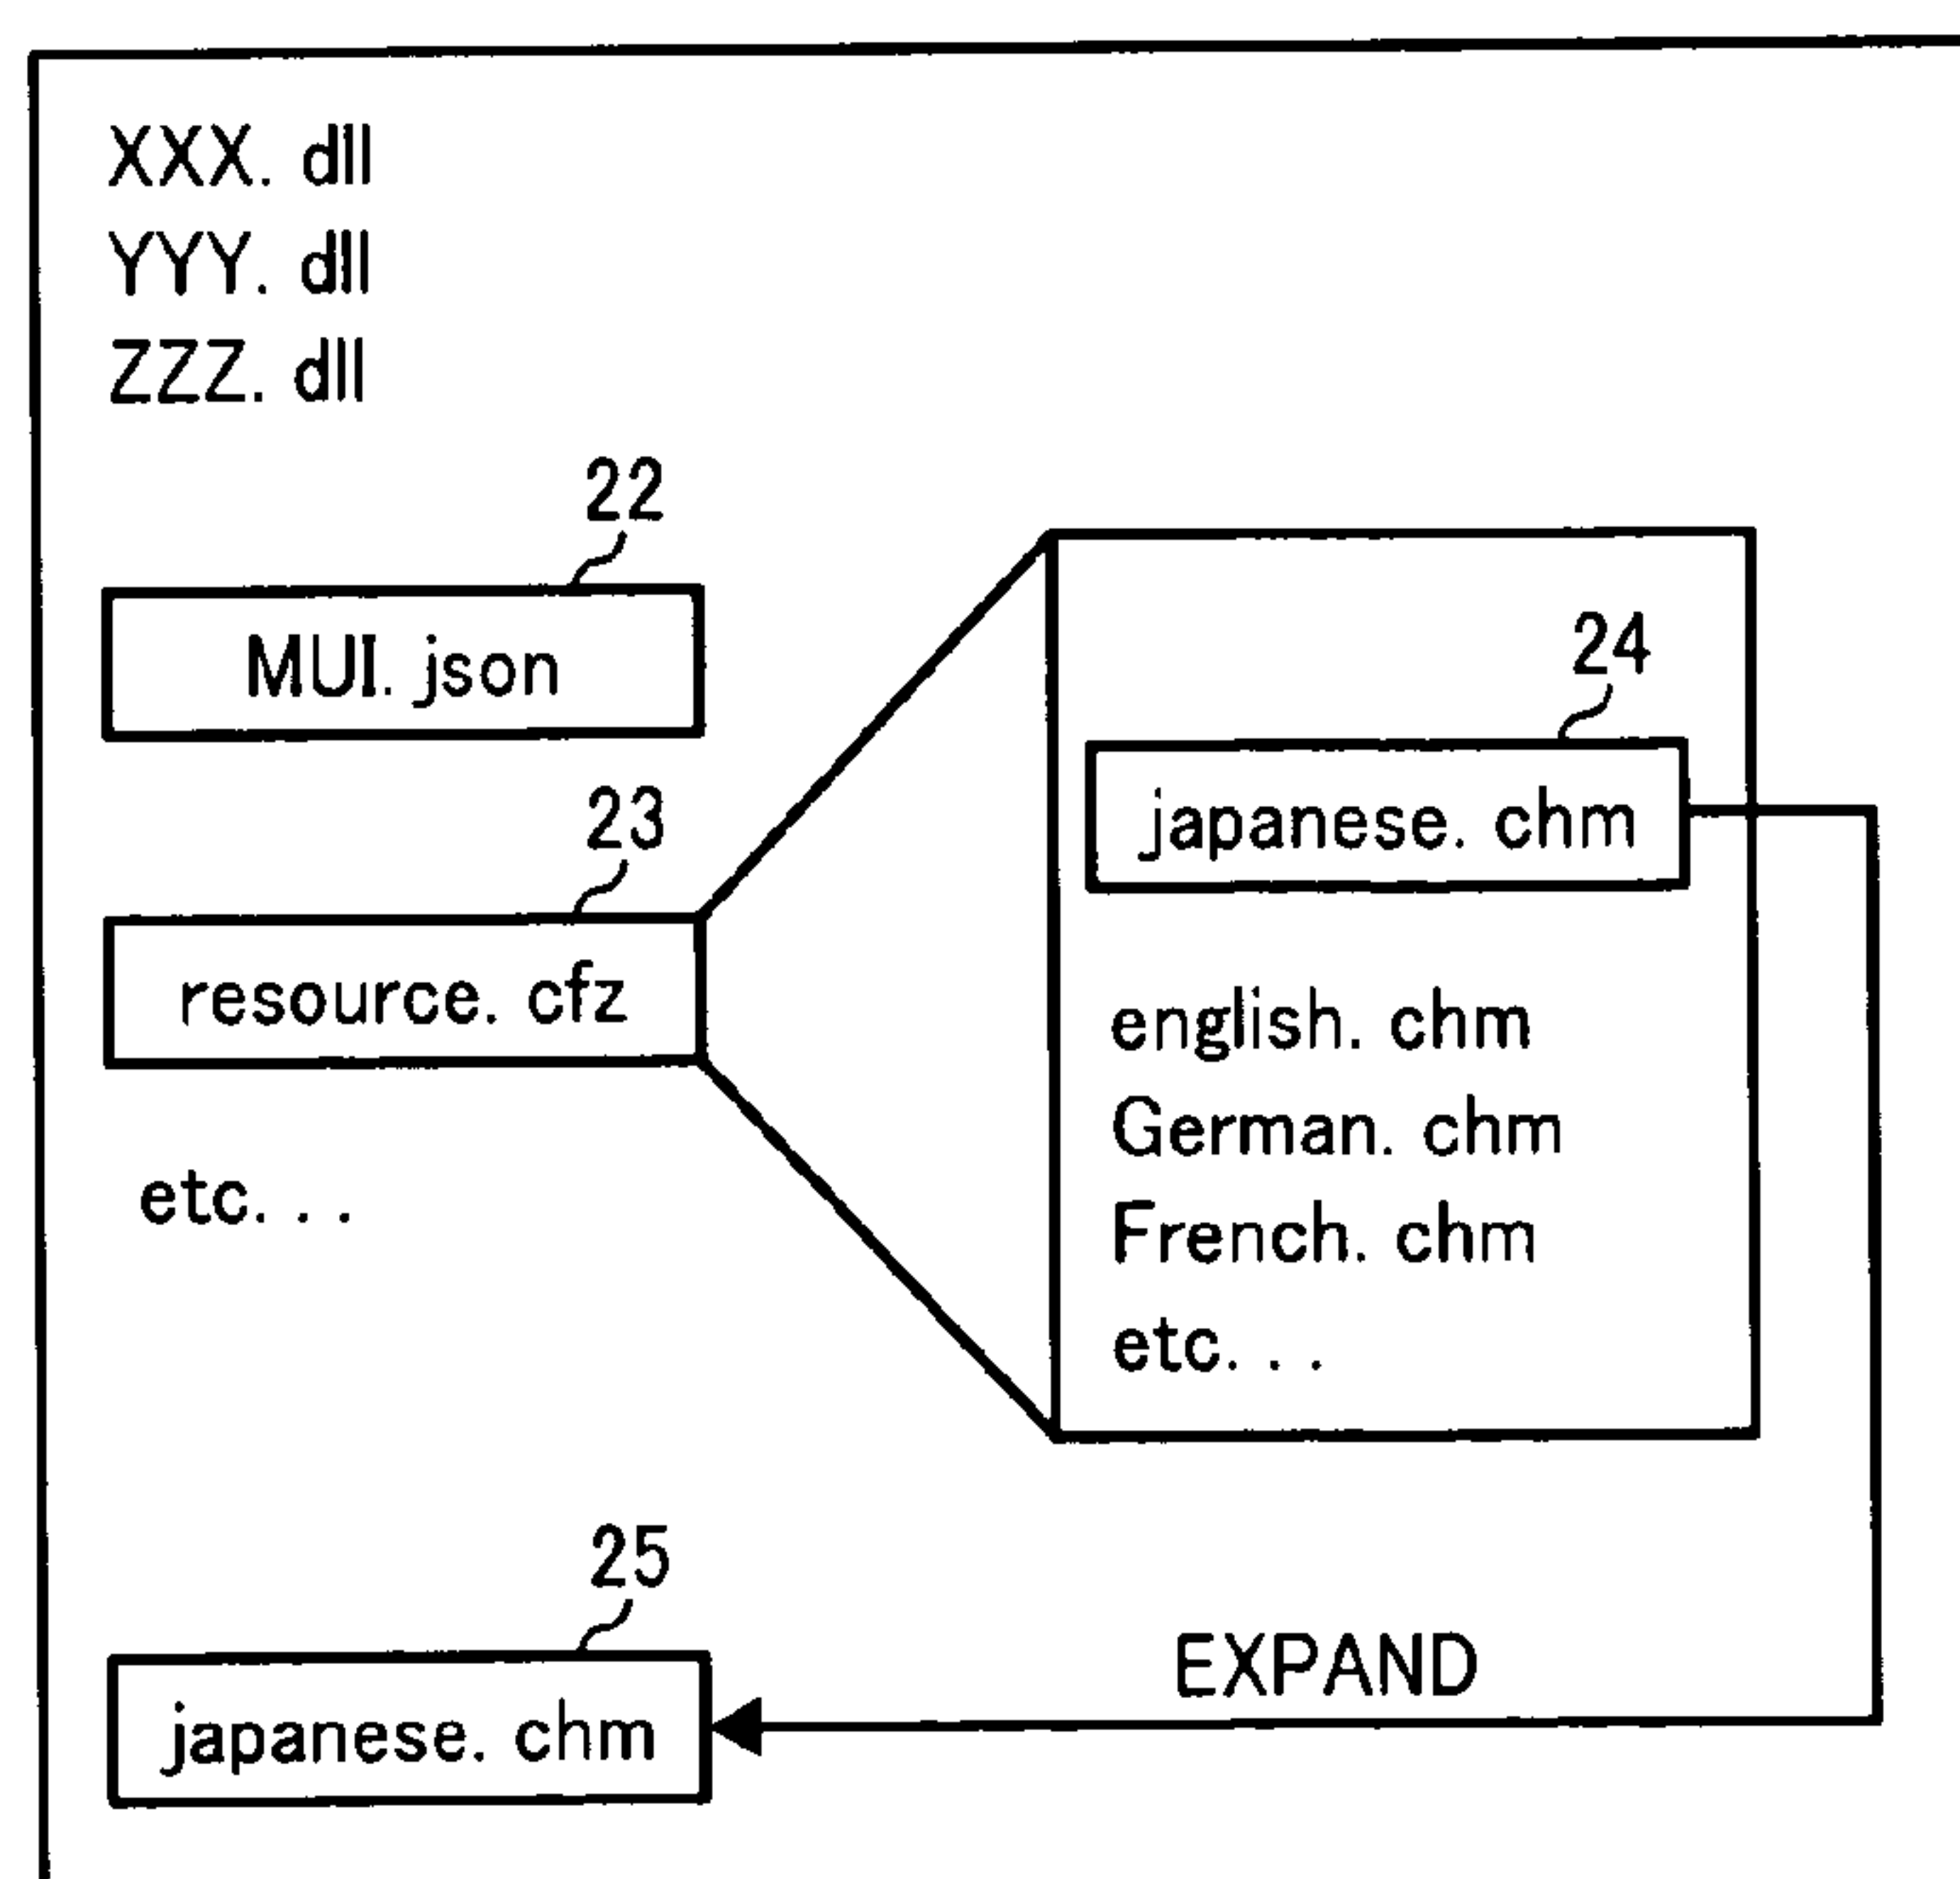 XXX. dll
YYY. dll
ZZZ. dll
22
MUI. json
23
resource. cfz
etc. . .
24
japanese. chm
english. chm
German. chm
French. chm
etc. . .
25
japanese. chm
EXPAND